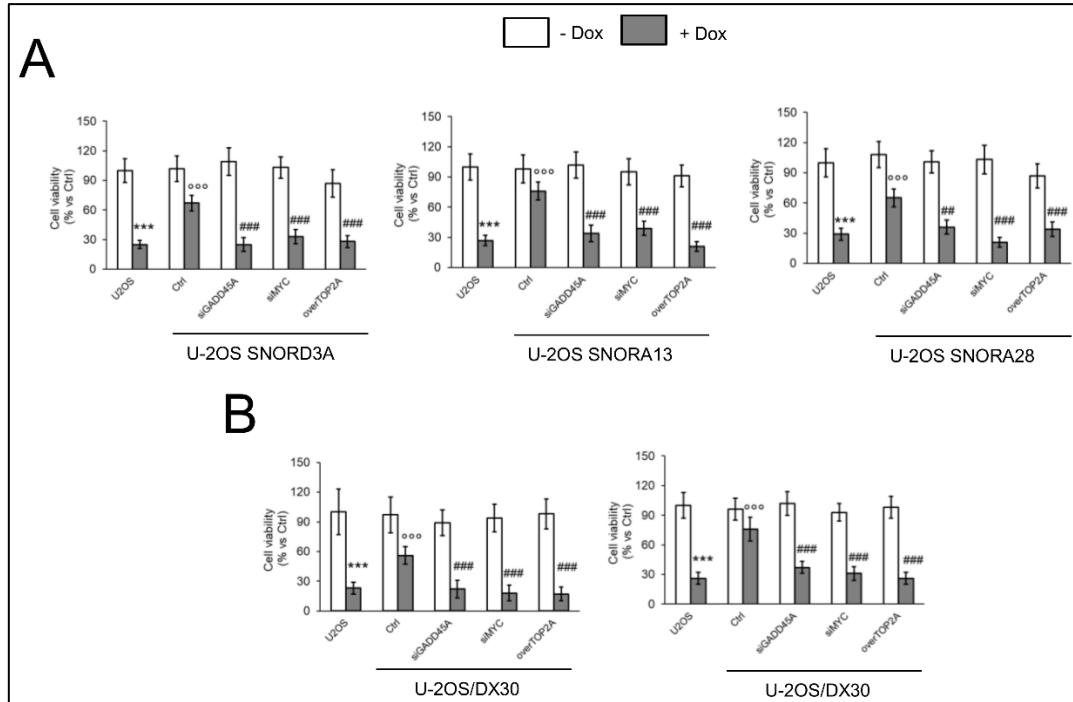 - Dox + Dox
A
Cell viability
(% vs Ctrl)
150
120
90
60
30
0
***
°°°
###
###
###
U2OS
Ctrl
siGADD45A
siMYC
overTOP2A
U-2OS SNORD3A
Cell viability
(% vs Ctrl)
150
120
90
60
30
0
***
°°°
###
###
###
U2OS
Ctrl
siGADD45A
siMYC
overTOP2A
U-2OS SNORA13
Cell viability
(% vs Ctrl)
150
120
90
60
30
0
***
°°°
##
###
###
U2OS
Ctrl
siGADD45A
siMYC
overTOP2A
U-2OS SNORA28
B
Cell viability
(% vs Ctrl)
150
120
90
60
30
0
***
°°°
###
###
###
U2OS
Ctrl
siGADD45A
siMYC
overTOP2A
U-2OS/DX30
Cell viability
(% vs Ctrl)
150
120
90
60
30
0
***
°°°
###
###
###
U2OS
Ctrl
siGADD45A
siMYC
overTOP2A
U-2OS/DX30